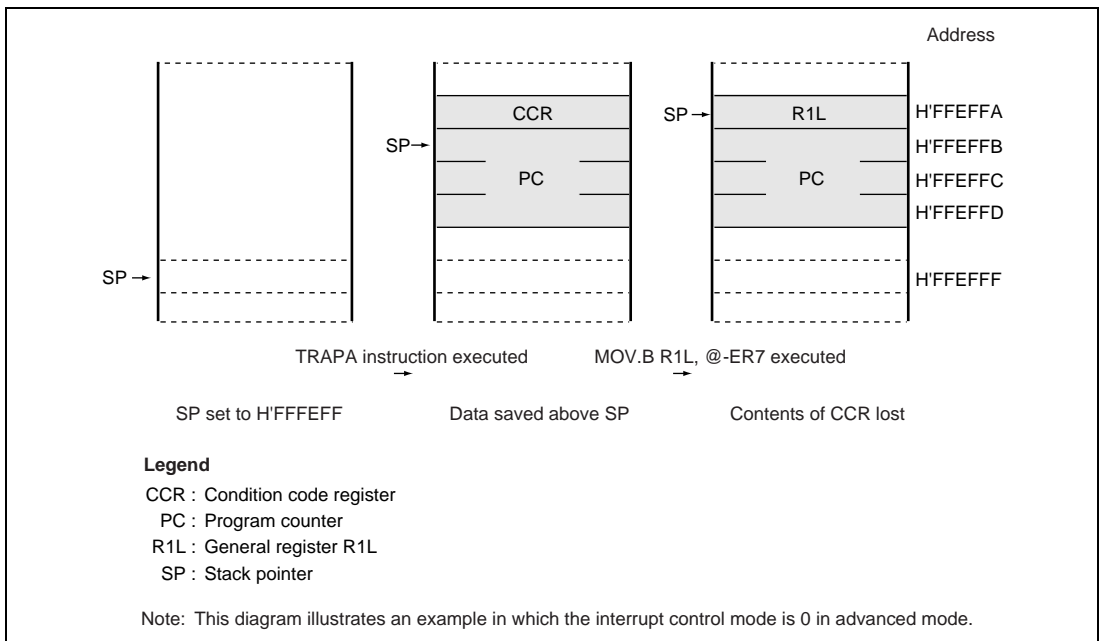 Address
CCR
SP
R1L
H'FFEFFA
SP
H'FFEFFB
PC
PC
H'FFEFFC
H'FFEFFD
SP
H'FFEFFF
TRAPA instruction executed
MOV.B R1L, @-ER7 executed
SP set to H'FFFEFF
Data saved above SP
Contents of CCR lost
Legend
CCR : Condition code register
PC : Program counter
R1L : General register R1L
SP : Stack pointer
Note: This diagram illustrates an example in which the interrupt control mode is 0 in advanced mode.